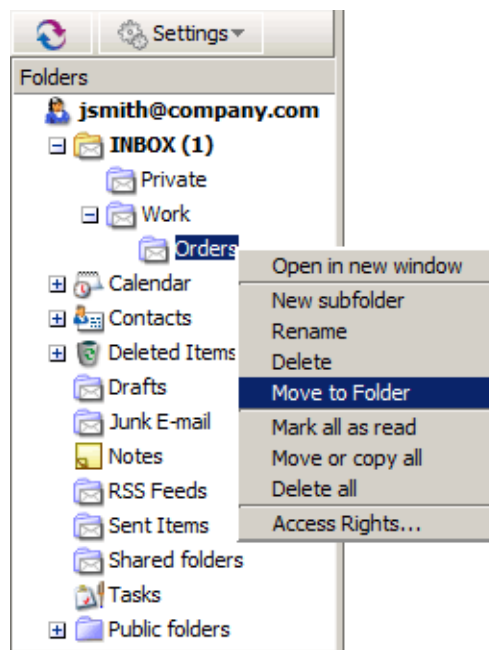 Settings
Folders
jsmith@company.com
INBOX (1)
Private
Work
Orders
Calendar
Contacts
Deleted Items
Drafts
Junk E-mail
Notes
RSS Feeds
Sent Items
Shared folders
Tasks
Public folders
Open in new window
New subfolder
Rename
Delete
Move to Folder
Mark all as read
Move or copy all
Delete all
Access Rights...